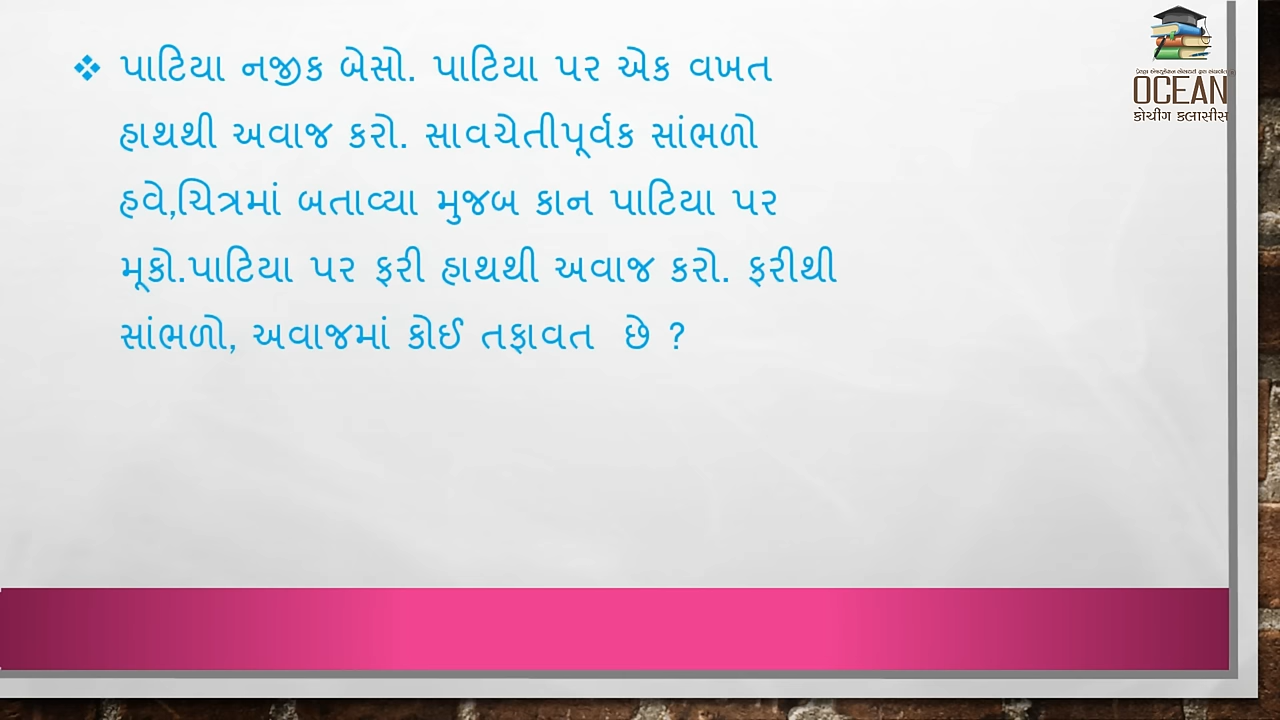 ❖ પાટિયા નજીક બેસો. પાટિયા પર એક વખત
હાથથી અવાજ કરો. સાવચેતીપૂર્વક સાંભળો
હવે,ચિત્રમાં બતાવ્યા મુજબ કાન પાટિયા પર
મૂકો.પાટિયા પર ફરી હાથથી અવાજ કરો. ફરીથી
સાંભળો, અવાજમાં કોઈ તફાવત  છે ?
OCEAN
કોચીંગ કલાસીસ